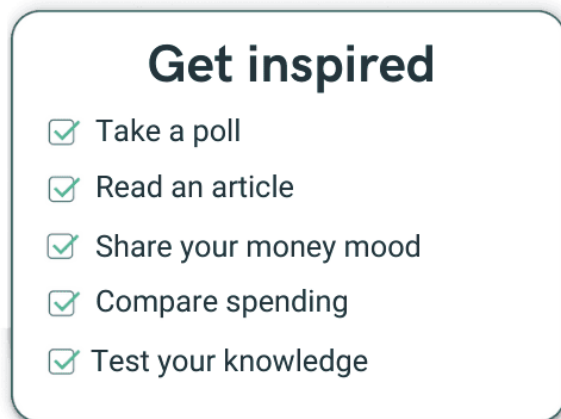 Get inspired
Take a poll
Read an article
Share your money mood
Compare spending
Test your knowledge